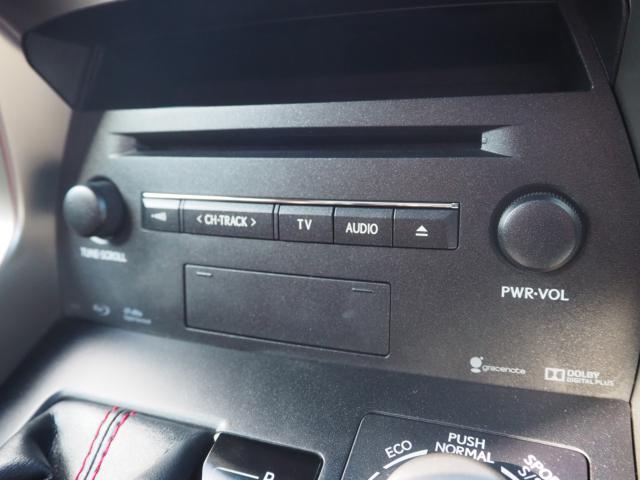 < CH•TRACK >
TV
AUDIO
TUNE•SCROLL
PWR•VOL
gracenote
DOLBY
DIGITAL PLUS
ECO
PUSH
NORMAL
P